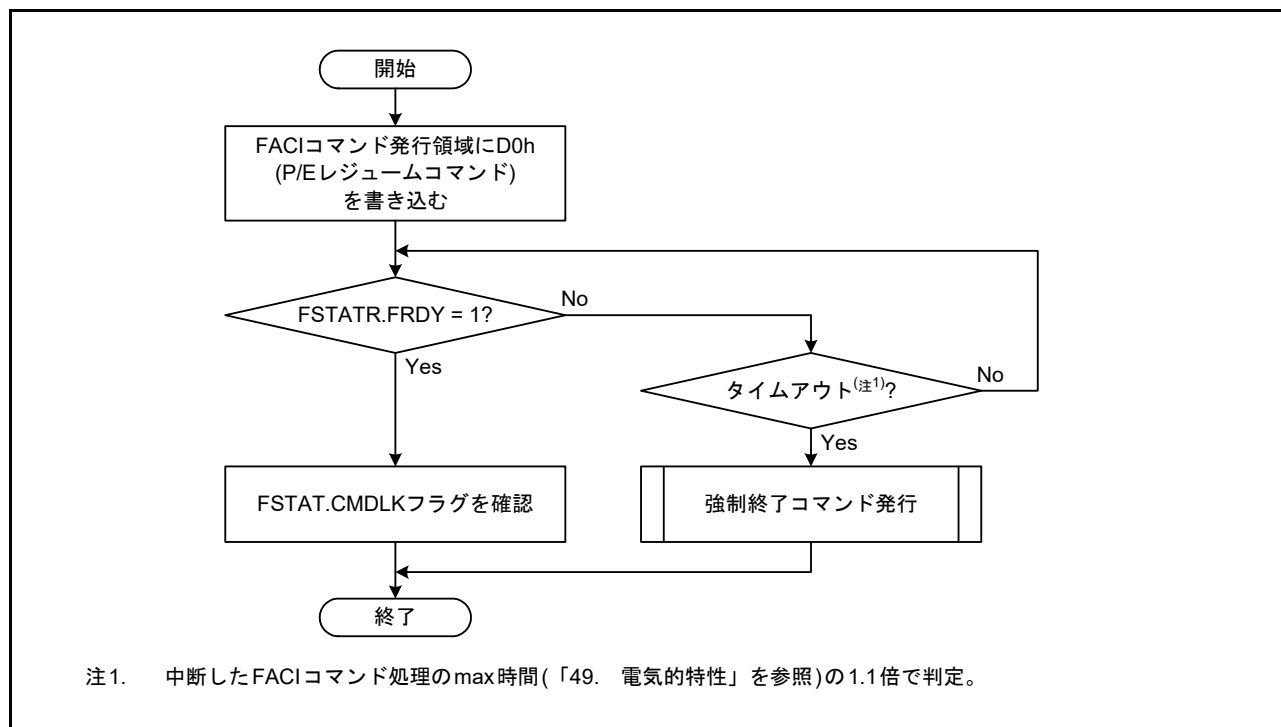 開始
FACIコマンド発行領域にD0h
(P/Eレジュームコマンド)
を書き込む
FSTATR.FRDY = 1?
No
Yes
タイムアウト(注1)?
No
Yes
FSTAT.CMDLKフラグを確認
強制終了コマンド発行
終了
注1. 中断したFACIコマンド処理のmax時間(「49. 電気的特性」を参照)の1.1倍で判定。